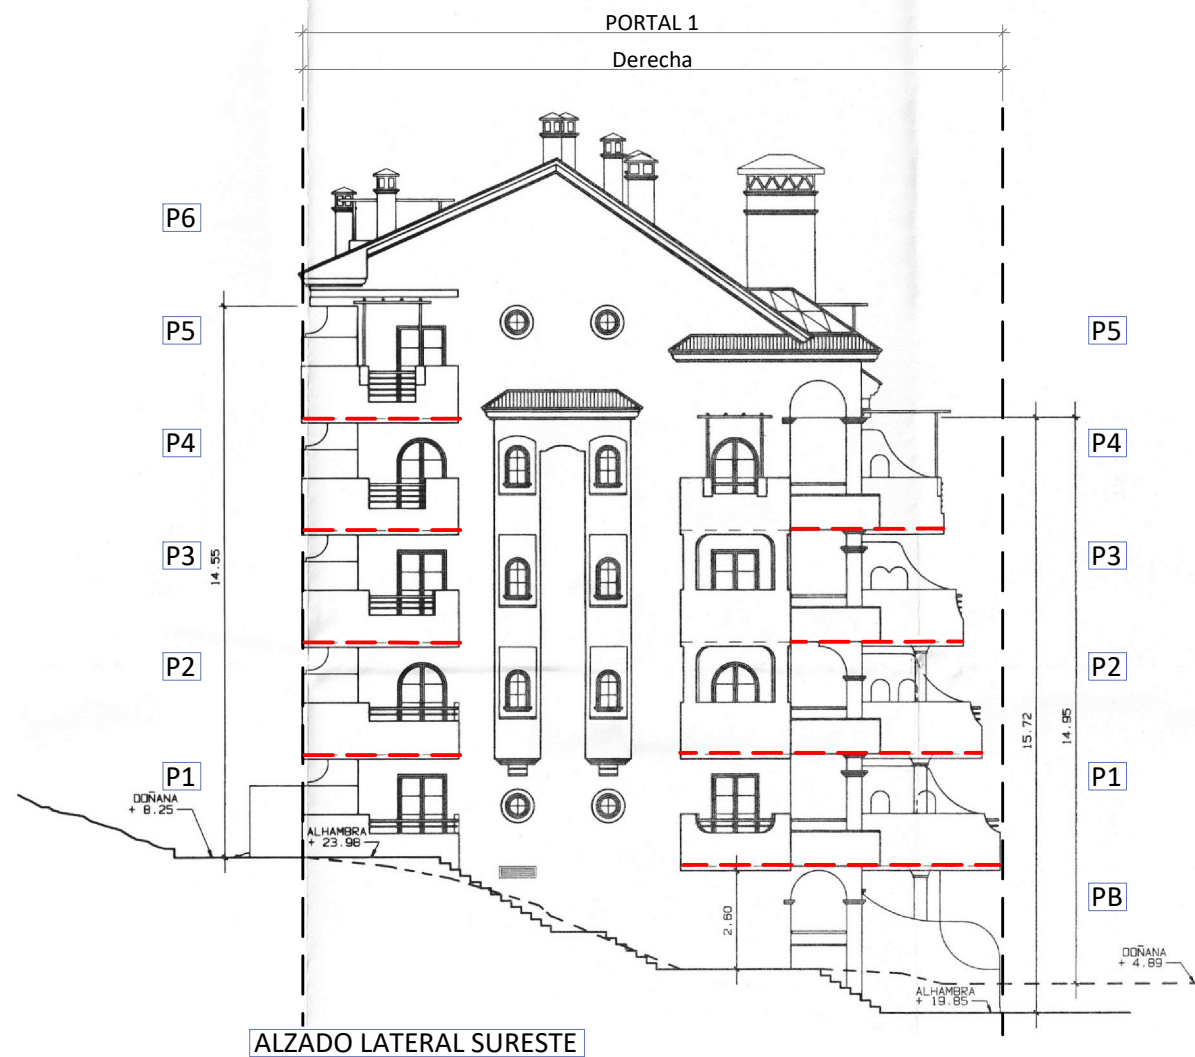 PORTAL 1
Derecha
P6
P5
P5
P4
P4
P3
P3
14.55
P2
P2
15.72
14.95
P1
P1
DOÑANA
+ 8.25
ALHAMBRA
+ 23.98
PB
2.60
DOÑANA
+ 4.89
ALHAMBRA
+ 19.85
ALZADO LATERAL SURESTE